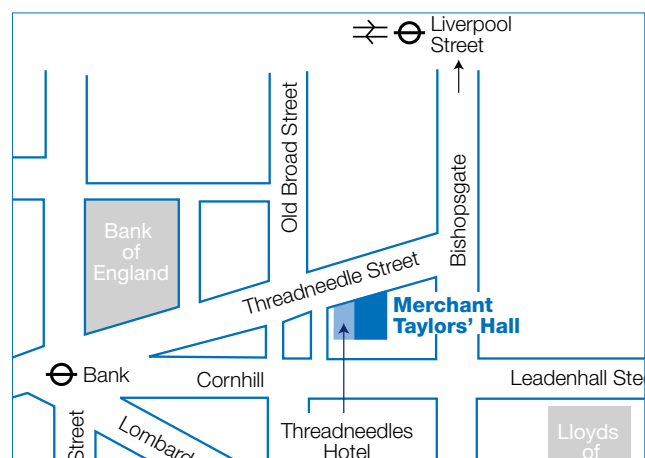 Liverpool
Street
Old Broad Street
Bishopsgate
Bank
of
England
Threadneedle Street
Merchant
Taylors’ Hall
Bank
Cornhill
Leadenhall Stee
Street
Lombard
Threadneedles
Hotel
Lloyds
of